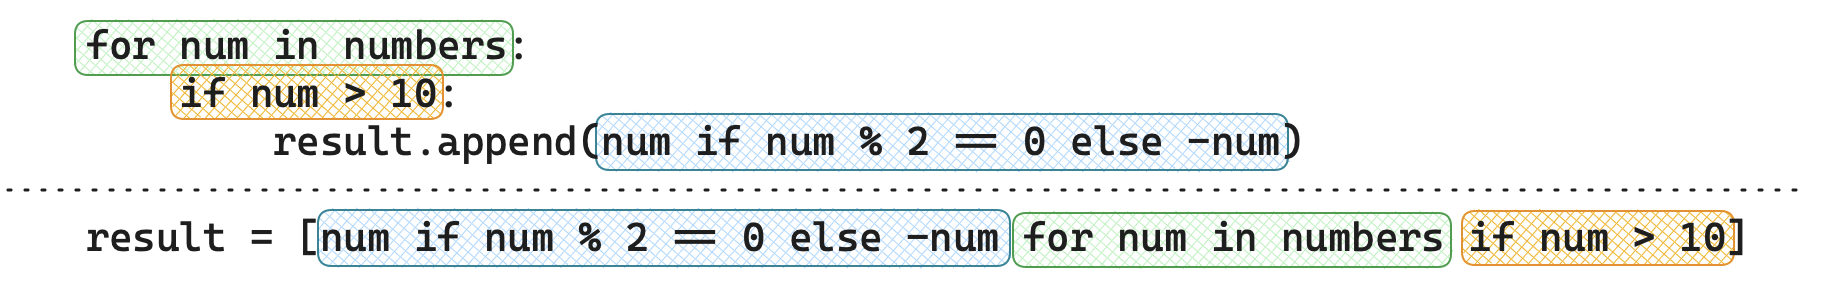 for num in numbers:
if num > 10:
result.append(num if num % 2 == 0 else -num)
result = [num if num % 2 == 0 else -num for num in numbers if num > 10]